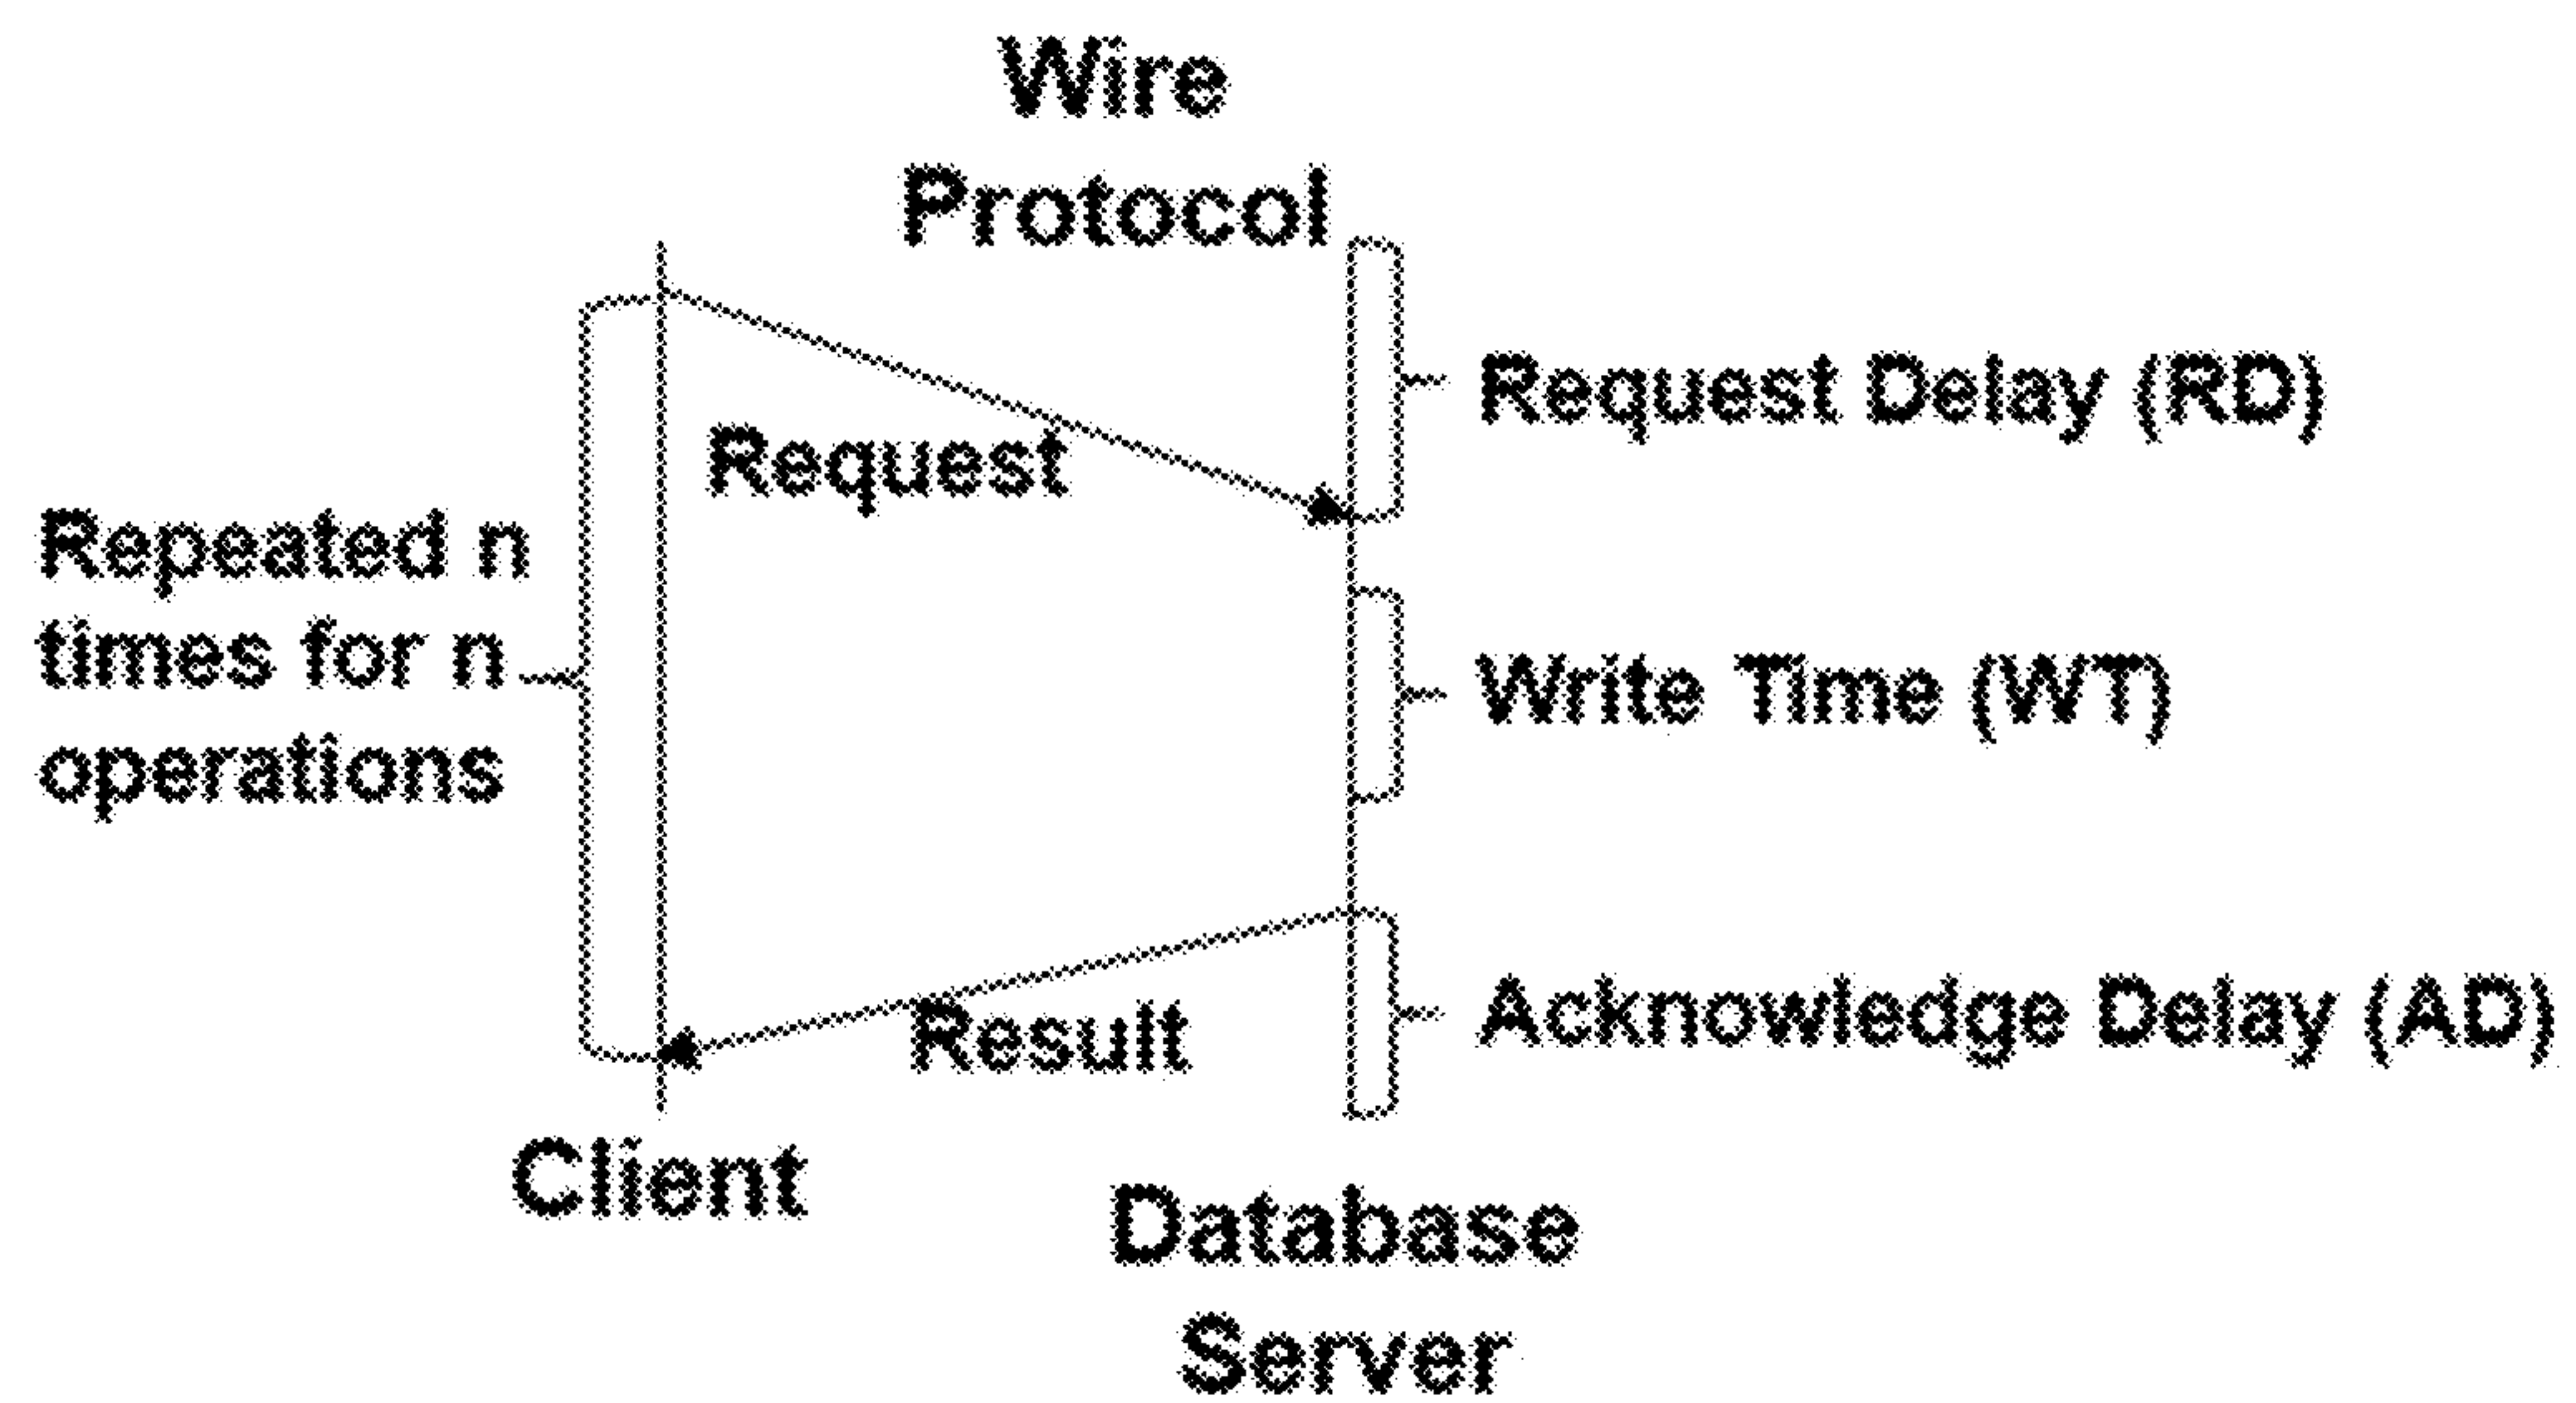 Wire
Protocol
Request Delay (RD)
Request
Repeated n
times for n
operations
Write Time (WT)
Acknowledge Delay (AD)
Result
Client
Database
Server